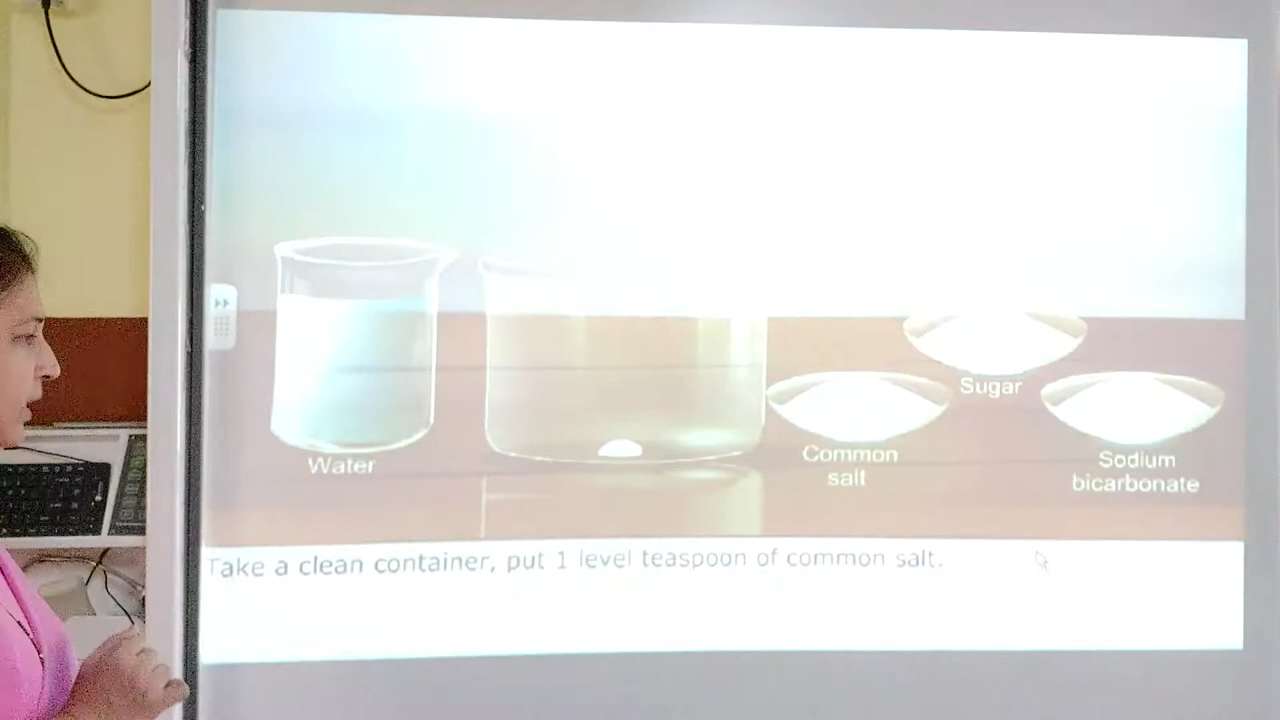 Water
Sugar
Common
salt
Sodium
bicarbonate
Take a clean container, put 1 level teaspoon of common salt.